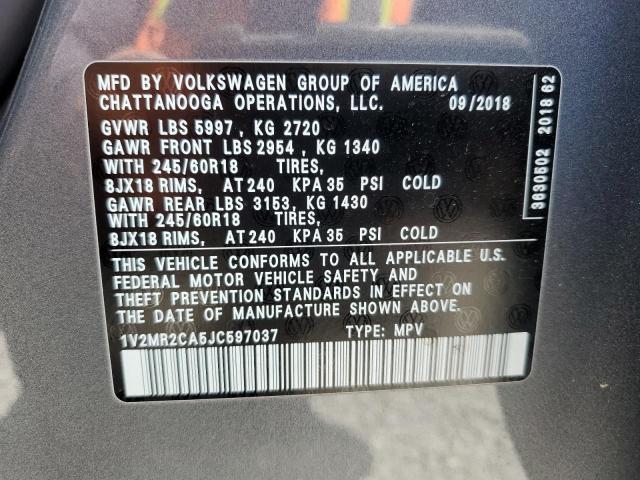 MFD BY VOLKSWAGEN GROUP OF AMERICA
CHATTANOOGA OPERATIONS, LLC. 09/2018
GVWR LBS 5997 , KG 2720
GAWR FRONT LBS 2954 , KG 1340
WITH 245/60R18 TIRES,
8JX18 RIMS, AT 240 KPA 35 PSI COLD
GAWR REAR LBS 3153, KG 1430
WITH 245/60R18 TIRES,
8JX18 RIMS, AT 240 KPA 35 PSI COLD
THIS VEHICLE CONFORMS TO ALL APPLICABLE U.S.
FEDERAL MOTOR VEHICLE SAFETY AND
THEFT PREVENTION STANDARDS IN EFFECT ON
THE DATE OF MANUFACTURE SHOWN ABOVE.
1V2MR2CA5JC597037 TYPE: MPV
3630502 2018 62